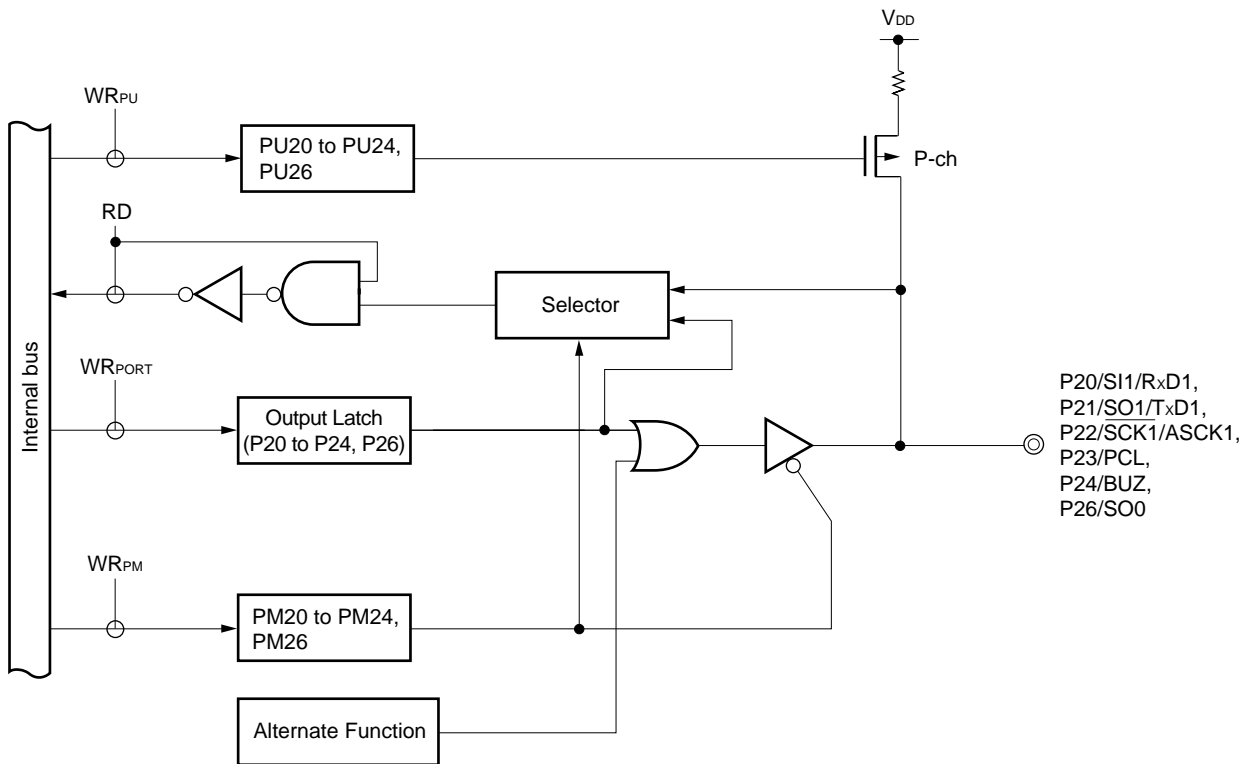 VDD
WRPU
PU20 to PU24,
PU26
P-ch
RD
Selector
Internal bus
WRPORT
Output Latch
(P20 to P24, P26)
P20/SI1/RxD1,
P21/SO1/TxD1,
P22/SCK1/ASCK1,
P23/PCL,
P24/BUZ,
P26/SO0
WRPM
PM20 to PM24,
PM26
Alternate Function